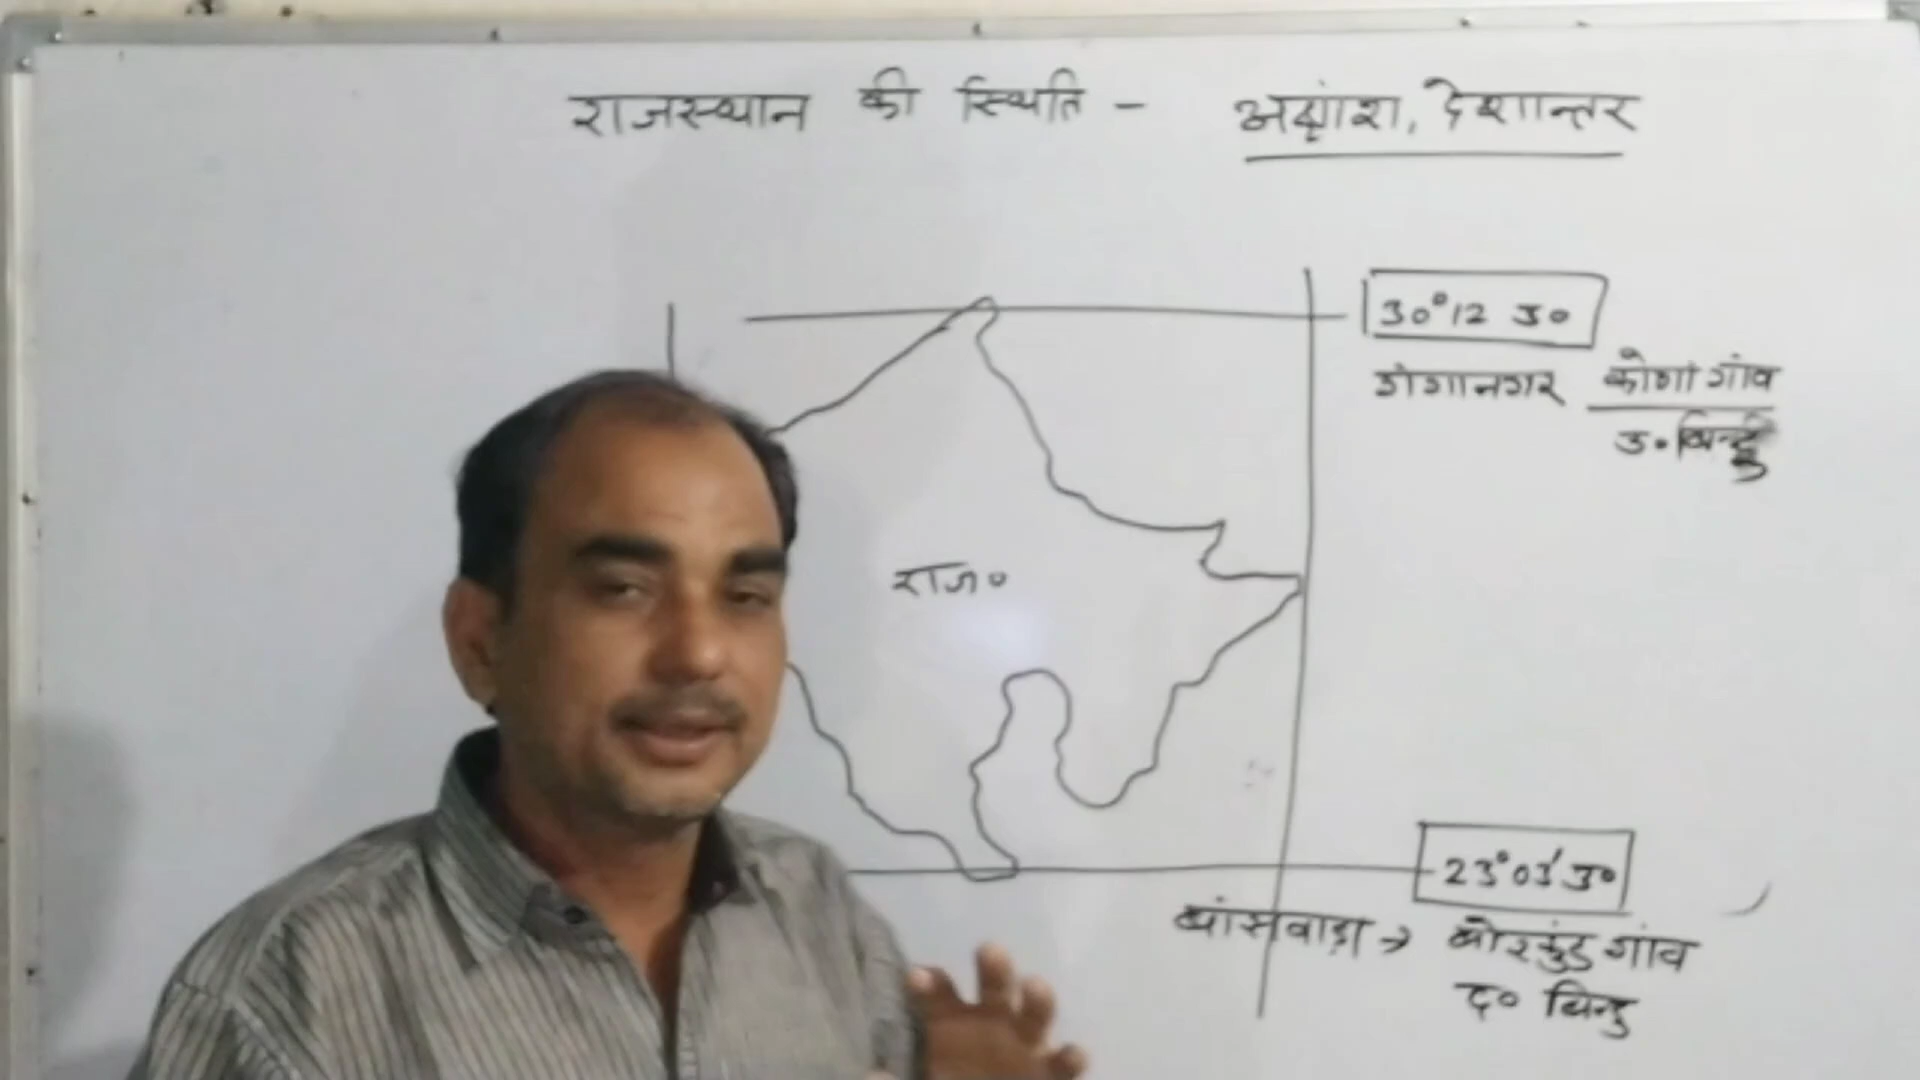 राजस्थान की स्थिति - अक्षांश, देशान्तर
30°12 उ०
गंगानगर कोणा गांव
उ० बिन्दु
राज०
23°03' उ०
बांसवाड़ा → बोरकुंड गांव
द० बिन्दु